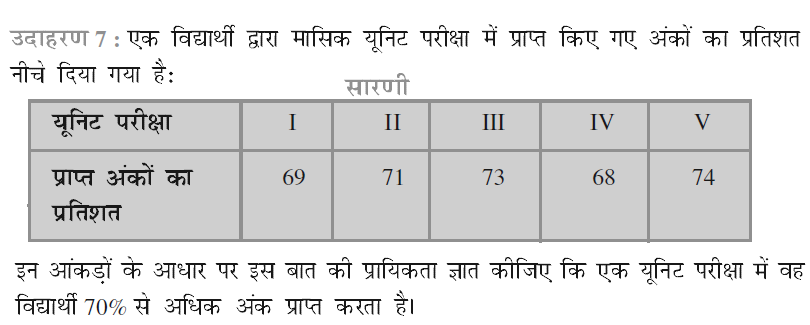 उदाहरण 7 : एक विद्यार्थी द्वारा मासिक यूनिट परीक्षा में प्राप्त किए गए अंकों का प्रतिशत
नीचे दिया गया है:
सारणी
यूनिट परीक्षा I II III IV V
प्राप्त अंकों का 69 71 73 68 74
प्रतिशत
इन आंकड़ों के आधार पर इस बात की प्रायिकता ज्ञात कीजिए कि एक यूनिट परीक्षा में वह
विद्यार्थी 70% से अधिक अंक प्राप्त करता है।